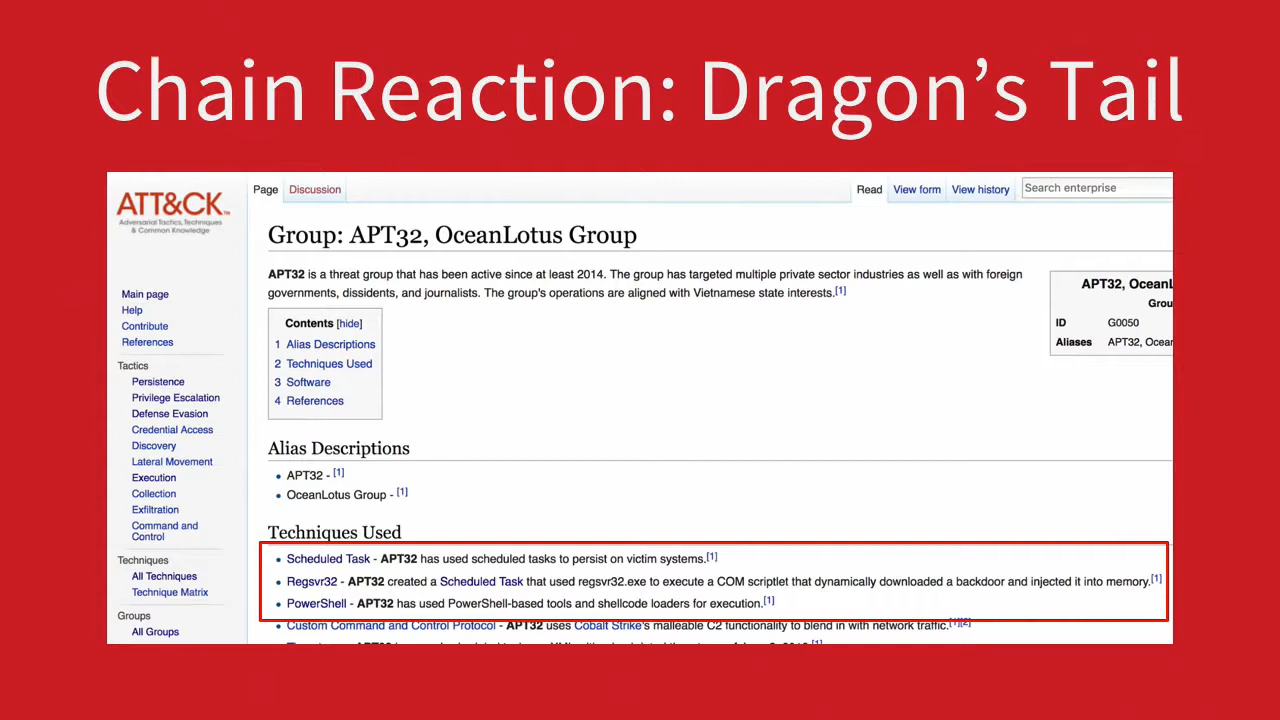 Chain Reaction: Dragon's Tail
ATT&CK™
Adversarial Tactics, Techniques
& Common Knowledge
Page
Discussion
Read
View form
View history
Search enterprise
Group: APT32, OceanLotus Group
APT32 is a threat group that has been active since at least 2014. The group has targeted multiple private sector industries as well as with foreign
governments, dissidents, and journalists. The group's operations are aligned with Vietnamese state interests.[1]
APT32, OceanL
Grou
ID G0050
Aliases APT32, Ocean
Contents [hide]
1 Alias Descriptions
2 Techniques Used
3 Software
4 References
Main page
Help
Contribute
References
Tactics
Persistence
Privilege Escalation
Defense Evasion
Credential Access
Discovery
Lateral Movement
Execution
Collection
Exfiltration
Command and
Control
Techniques
All Techniques
Technique Matrix
Groups
All Groups
Alias Descriptions
• APT32 - [1]
• OceanLotus Group - [1]
Techniques Used
• Scheduled Task - APT32 has used scheduled tasks to persist on victim systems.[1]
• Regsvr32 - APT32 created a Scheduled Task that used regsvr32.exe to execute a COM scriptlet that dynamically downloaded a backdoor and injected it into memory.[1]
• PowerShell - APT32 has used PowerShell-based tools and shellcode loaders for execution.[1]
• Custom Command and Control Protocol - APT32 uses Cobalt Strike's malleable C2 functionality to blend in with network traffic.[1][2]